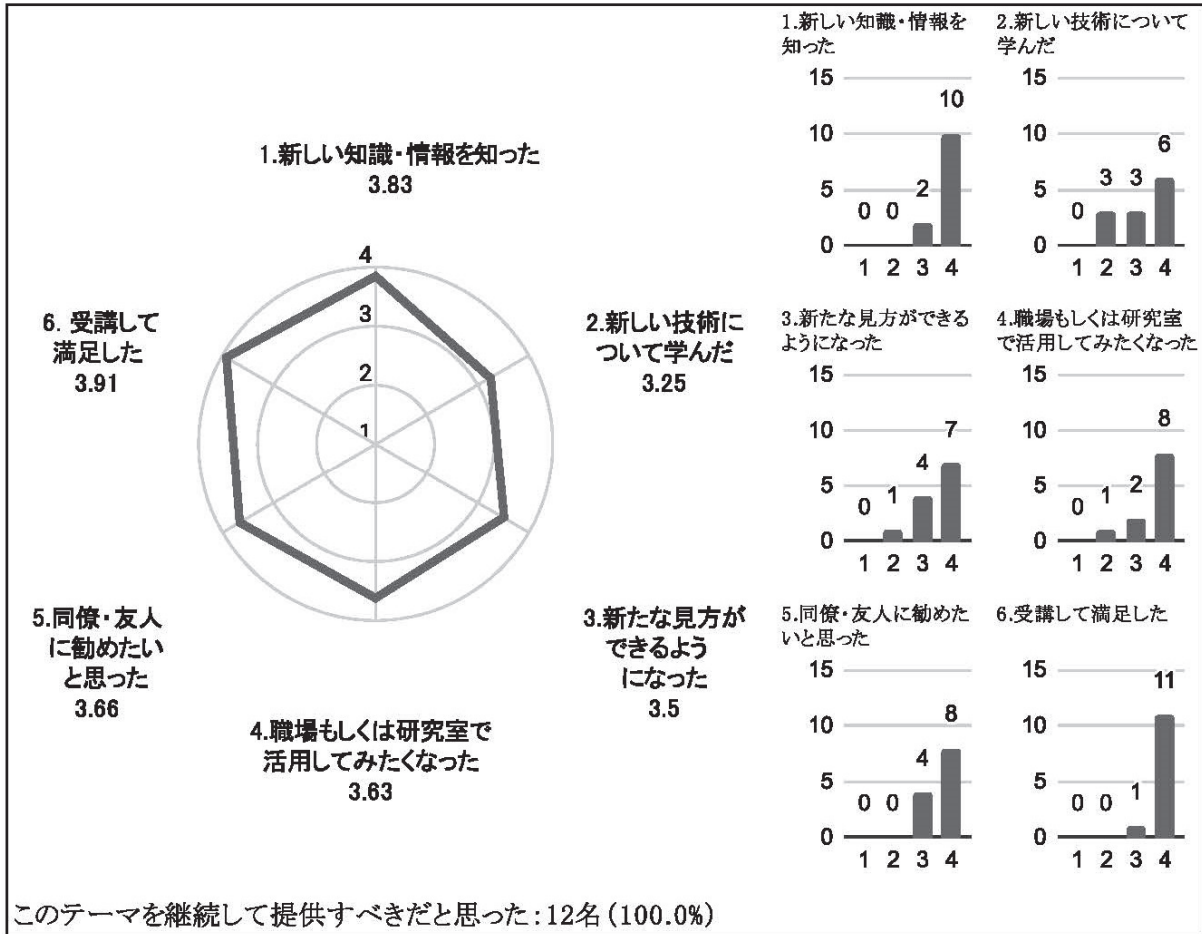 1.新しい知識・情報を知った
3.83
4
3
2
1
2.新しい技術に
ついて学んだ
3.25
3.新たな見方が
できるよう
になった
3.5
4.職場もしくは研究室で
活用してみたくなった
3.63
5.同僚・友人
に勧めたい
と思った
3.66
6. 受講して
満足した
3.91
1.新しい知識・情報を
知った
15
10
5
0
0 0 2 10
1 2 3 4
2.新しい技術について
学んだ
15
10
5
0
0 3 3 6
1 2 3 4
3.新たな見方ができる
ようになった
15
10
5
0
0 1 4 7
1 2 3 4
4.職場もしくは研究室
で活用してみたくなった
15
10
5
0
0 1 2 8
1 2 3 4
5.同僚・友人に勧めた
いと思った
15
10
5
0
0 0 4 8
1 2 3 4
6.受講して満足した
15
10
5
0
0 0 1 11
1 2 3 4
このテーマを継続して提供すべきだと思った:12名(100.0%)